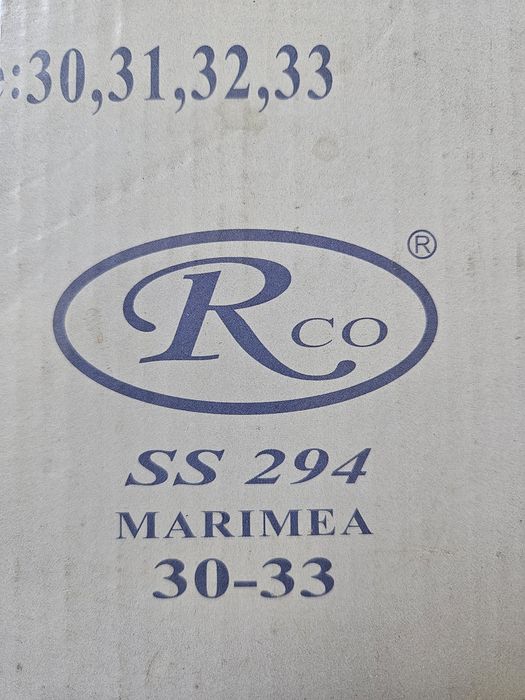 :30,31,32,33
Rco ®
SS 294
MARIMEA
30-33